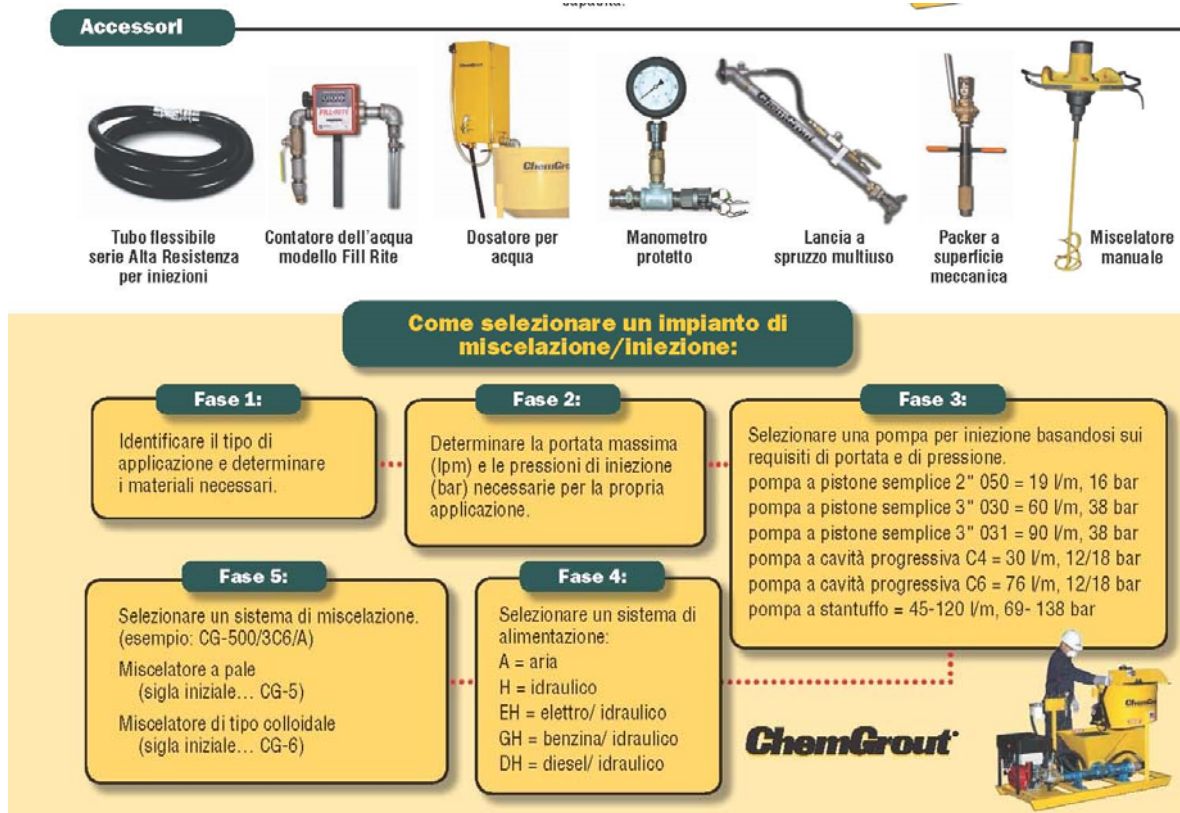 capacità.
Accessori
Tubo flessibile
serie Alta Resistenza
per iniezioni
Contatore dell'acqua
modello Fill Rite
Dosatore per
acqua
Manometro
protetto
Lancia a
spruzzo multiuso
Packer a
superficie
meccanica
Miscelatore
manuale
FILL-RITE
ChemGrout
ChemGro
ChemGrout
Come selezionare un impianto di
miscelazione/iniezione:
Fase 1:
Identificare il tipo di
applicazione e determinare
i materiali necessari.
Fase 2:
Determinare la portata massima
(lpm) e le pressioni di iniezione
(bar) necessarie per la propria
applicazione.
Fase 3:
Selezionare una pompa per iniezione basandosi sui
requisiti di portata e di pressione.
pompa a pistone semplice 2" 050 = 19 l/m, 16 bar
pompa a pistone semplice 3" 030 = 60 l/m, 38 bar
pompa a pistone semplice 3" 031 = 90 l/m, 38 bar
pompa a cavità progressiva C4 = 30 l/m, 12/18 bar
pompa a cavità progressiva C6 = 76 l/m, 12/18 bar
pompa a stantuffo = 45-120 l/m, 69- 138 bar
Fase 5:
Selezionare un sistema di miscelazione.
(esempio: CG-500/3C6/A)
Miscelatore a pale
(sigla iniziale... CG-5)
Miscelatore di tipo colloidale
(sigla iniziale... CG-6)
Fase 4:
Selezionare un sistema di
alimentazione:
A = aria
H = idraulico
EH = elettro/ idraulico
GH = benzina/ idraulico
DH = diesel/ idraulico
ChemGrout
ChemGrout